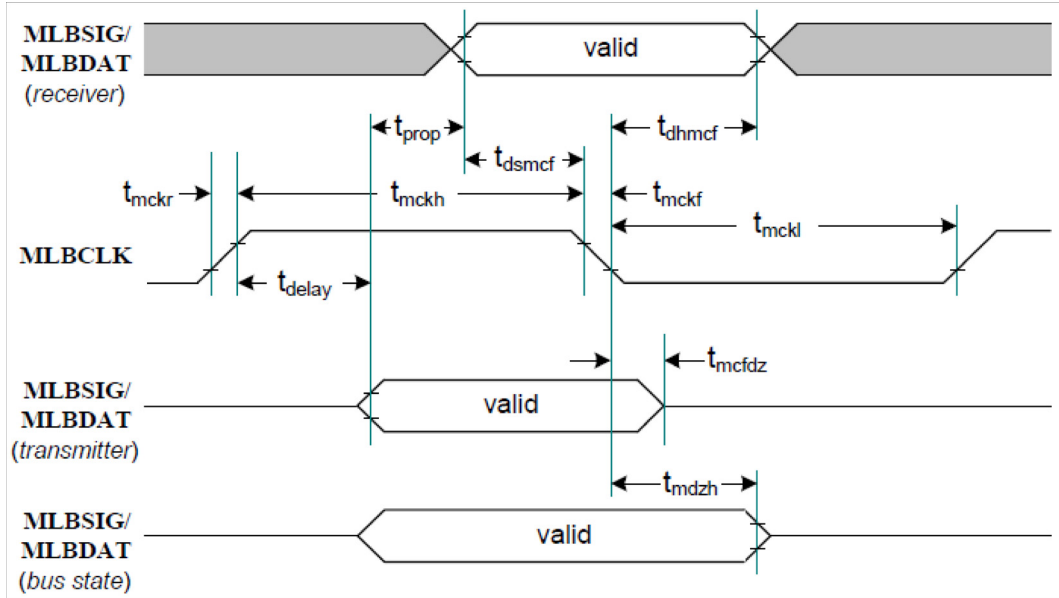 MLBSIG/
MLBDAT
(receiver)
valid
tprop
tdhmcf
tdsmcf
tmckr
tmckh
tmckf
tmckl
MLBCLK
tdelay
tmcfdz
MLBSIG/
MLBDAT
(transmitter)
valid
tmdzh
MLBSIG/
MLBDAT
(bus state)
valid